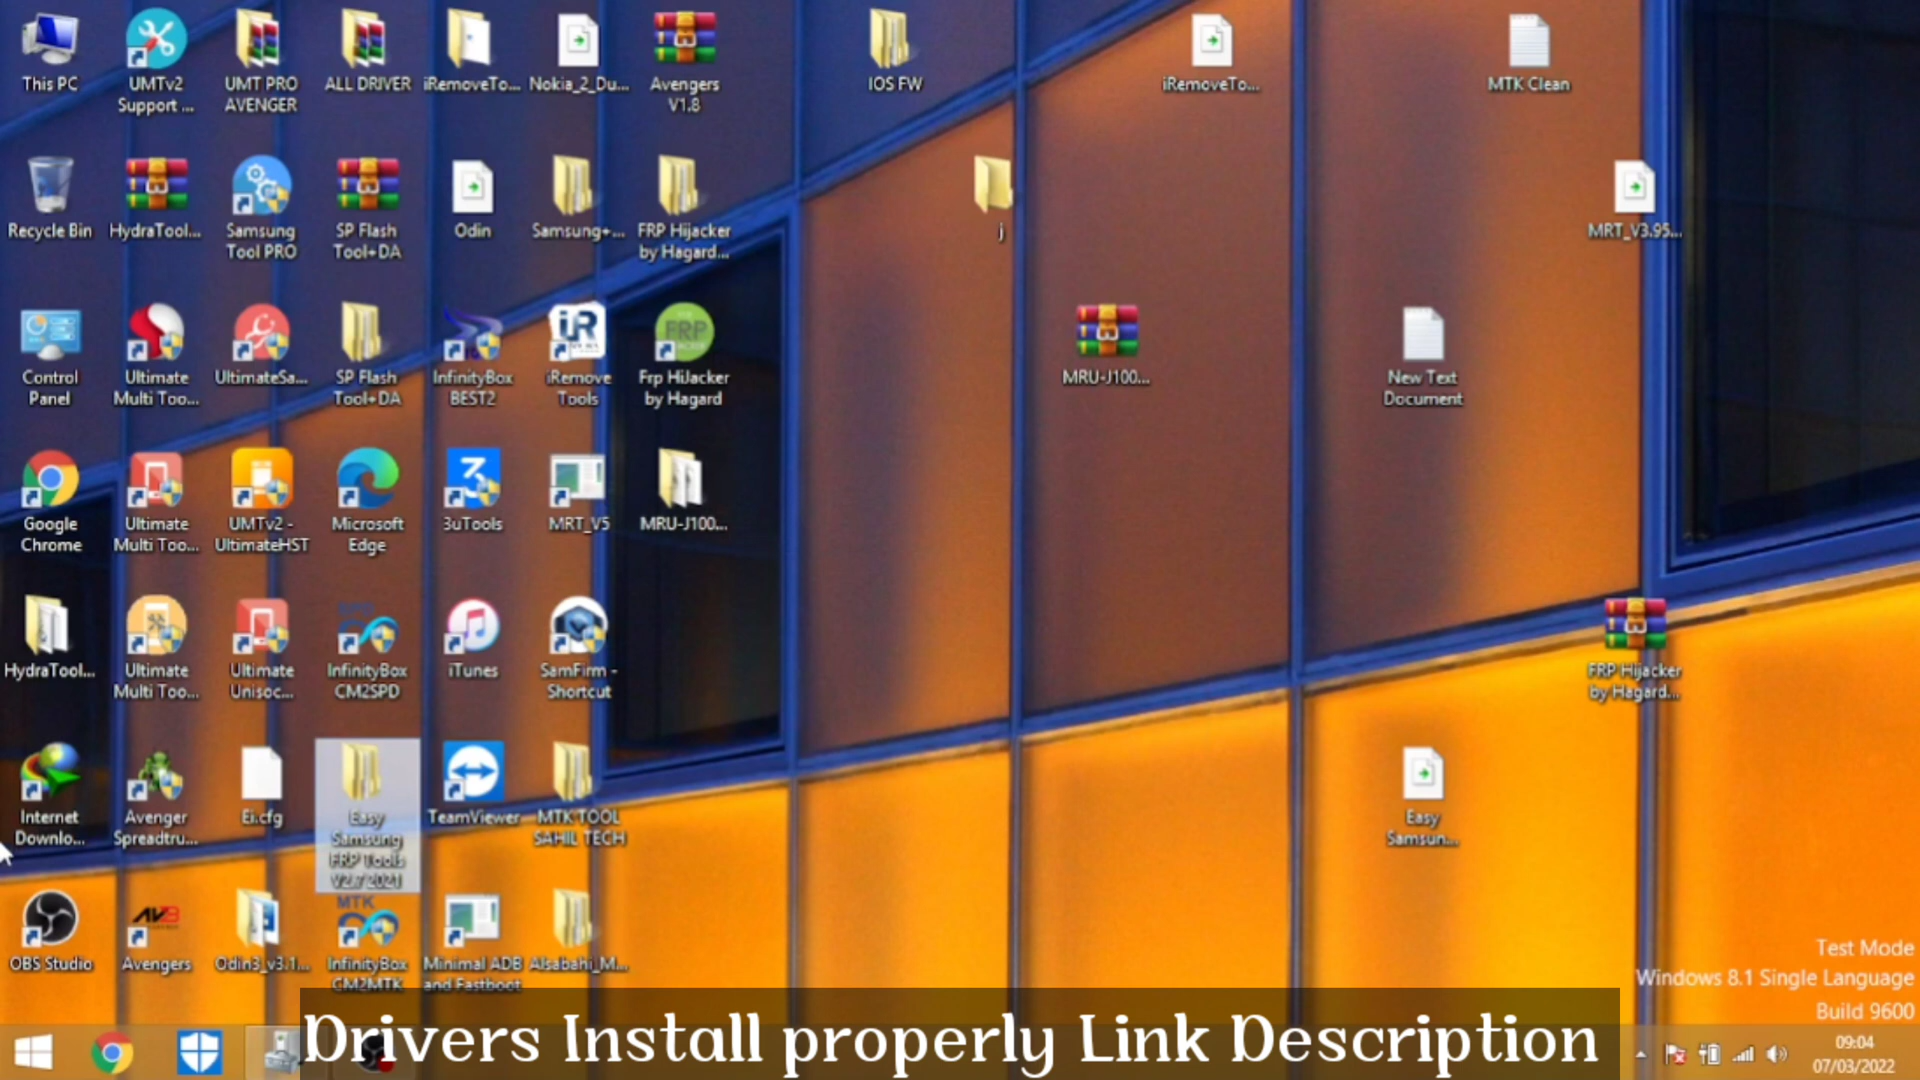 This PC
UMTv2
Support ...
UMT PRO
AVENGER
ALL DRIVER
iRemoveTo...
Nokia_2_Du...
Avengers
V1.8
IOS FW
iRemoveTo...
MTK Clean
Recycle Bin
HydraTool...
Samsung
Tool PRO
SP Flash
Tool+DA
Odin
Samsung+...
FRP Hijacker
by Hagard...
j
MRT_V3.95...
Control
Panel
Ultimate
Multi Too...
UltimateSa...
SP Flash
Tool+DA
InfinityBox
BEST2
iR
iRemove
Tools
FRP
Frp HiJacker
by Hagard
MRU-J100...
New Text
Document
Google
Chrome
Ultimate
Multi Too...
UMTv2 -
UltimateHST
Microsoft
Edge
3uTools
MRT_V5
MRU-J100...
HydraTool...
Ultimate
Multi Too...
Ultimate
Unisoc...
InfinityBox
CM2SPD
iTunes
SamFirm -
Shortcut
FRP Hijacker
by Hagard...
Internet
Downlo...
Avenger
Spreadtru...
Ei.cfg
Easy
Samsung
FRP Tools
V2.7 2021
TeamViewer
MTK TOOL
SAHIL TECH
Easy
Samsun...
OBS Studio
Avengers
Odin3_v3.1...
MTK
InfinityBox
CM2MTK
Minimal ADB
and Fastboot
Alsabahi_M...
Test Mode
Windows 8.1 Single Language
Build 9600
Drivers Install properly Link Description
09:04
07/03/2022